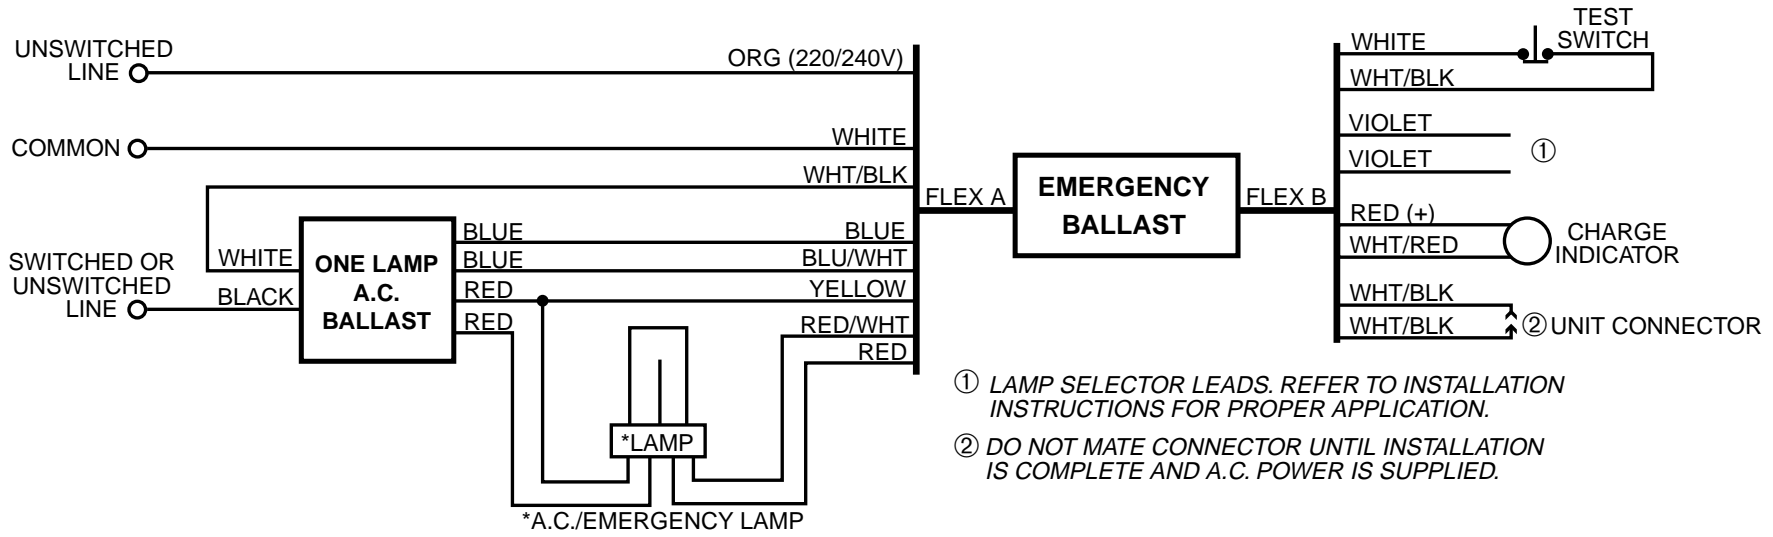 UNSWITCHED
LINE
ORG (220/240V)
COMMON
WHITE
WHT/BLK
SWITCHED OR
UNSWITCHED
LINE
WHITE
BLACK
ONE LAMP
A.C.
BALLAST
BLUE
BLUE
RED
RED
BLUE
BLU/WHT
YELLOW
RED/WHT
RED
*LAMP
*A.C./EMERGENCY LAMP
FLEX A
EMERGENCY
BALLAST
FLEX B
WHITE
WHT/BLK
TEST
SWITCH
VIOLET
VIOLET
①
RED (+)
WHT/RED
CHARGE
INDICATOR
WHT/BLK
WHT/BLK
② UNIT CONNECTOR
① LAMP SELECTOR LEADS. REFER TO INSTALLATION
INSTRUCTIONS FOR PROPER APPLICATION.
② DO NOT MATE CONNECTOR UNTIL INSTALLATION
IS COMPLETE AND A.C. POWER IS SUPPLIED.